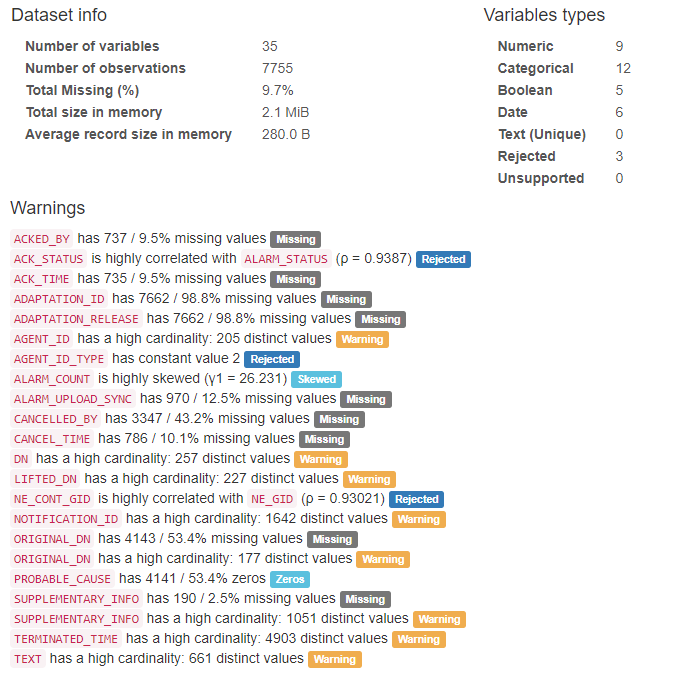 Dataset info
Number of variables 35
Number of observations 7755
Total Missing (%) 9.7%
Total size in memory 2.1 MiB
Average record size in memory 280.0 B
Variables types
Numeric 9
Categorical 12
Boolean 5
Date 6
Text (Unique) 0
Rejected 3
Unsupported 0
Warnings
ACKED_BY has 737 / 9.5% missing values Missing
ACK_STATUS is highly correlated with ALARM_STATUS (ρ = 0.9387) Rejected
ACK_TIME has 735 / 9.5% missing values Missing
ADAPTATION_ID has 7662 / 98.8% missing values Missing
ADAPTATION_RELEASE has 7662 / 98.8% missing values Missing
AGENT_ID has a high cardinality: 205 distinct values Warning
AGENT_ID_TYPE has constant value 2 Rejected
ALARM_COUNT is highly skewed (γ1 = 26.231) Skewed
ALARM_UPLOAD_SYNC has 970 / 12.5% missing values Missing
CANCELLED_BY has 3347 / 43.2% missing values Missing
CANCEL_TIME has 786 / 10.1% missing values Missing
DN has a high cardinality: 257 distinct values Warning
LIFTED_DN has a high cardinality: 227 distinct values Warning
NE_CONT_GID is highly correlated with NE_GID (ρ = 0.93021) Rejected
NOTIFICATION_ID has a high cardinality: 1642 distinct values Warning
ORIGINAL_DN has 4143 / 53.4% missing values Missing
ORIGINAL_DN has a high cardinality: 177 distinct values Warning
PROBABLE_CAUSE has 4141 / 53.4% zeros Zeros
SUPPLEMENTARY_INFO has 190 / 2.5% missing values Missing
SUPPLEMENTARY_INFO has a high cardinality: 1051 distinct values Warning
TERMINATED_TIME has a high cardinality: 4903 distinct values Warning
TEXT has a high cardinality: 661 distinct values Warning